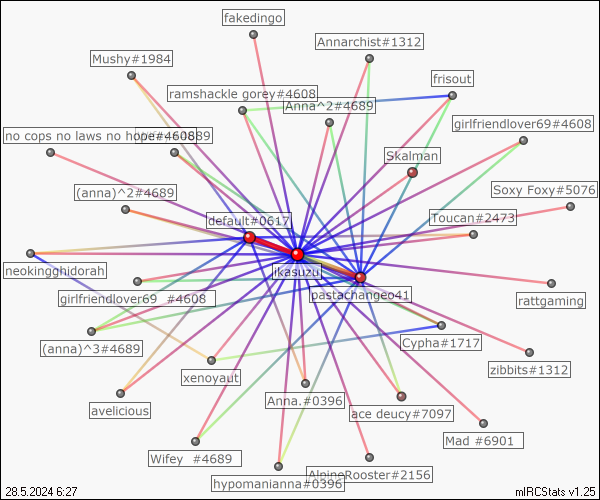 fakedingo
Annarchist#1312
Mushy#1984
frisout
ramshackle gorey#4608
Anna^2#4689
girlfriendlover69#4608
no cops no laws no hope#4608
Skalman
(anna)^2#4689
Soxy Foxy#5076
default#0617
Toucan#2473
ikasuzu
neokingghidorah
pastachangeo41
girlfriendlover69 #4608
rattgaming
(anna)^3#4689
Cypha#1717
xenoyaut
zibbits#1312
avelicious
Anna.#0396
ace deucy#7097
Mad #6901
Wifey #4689
AlpineRooster#2156
hypomanianna#0396
28.5.2024 6:27
mIRCStats v1.25